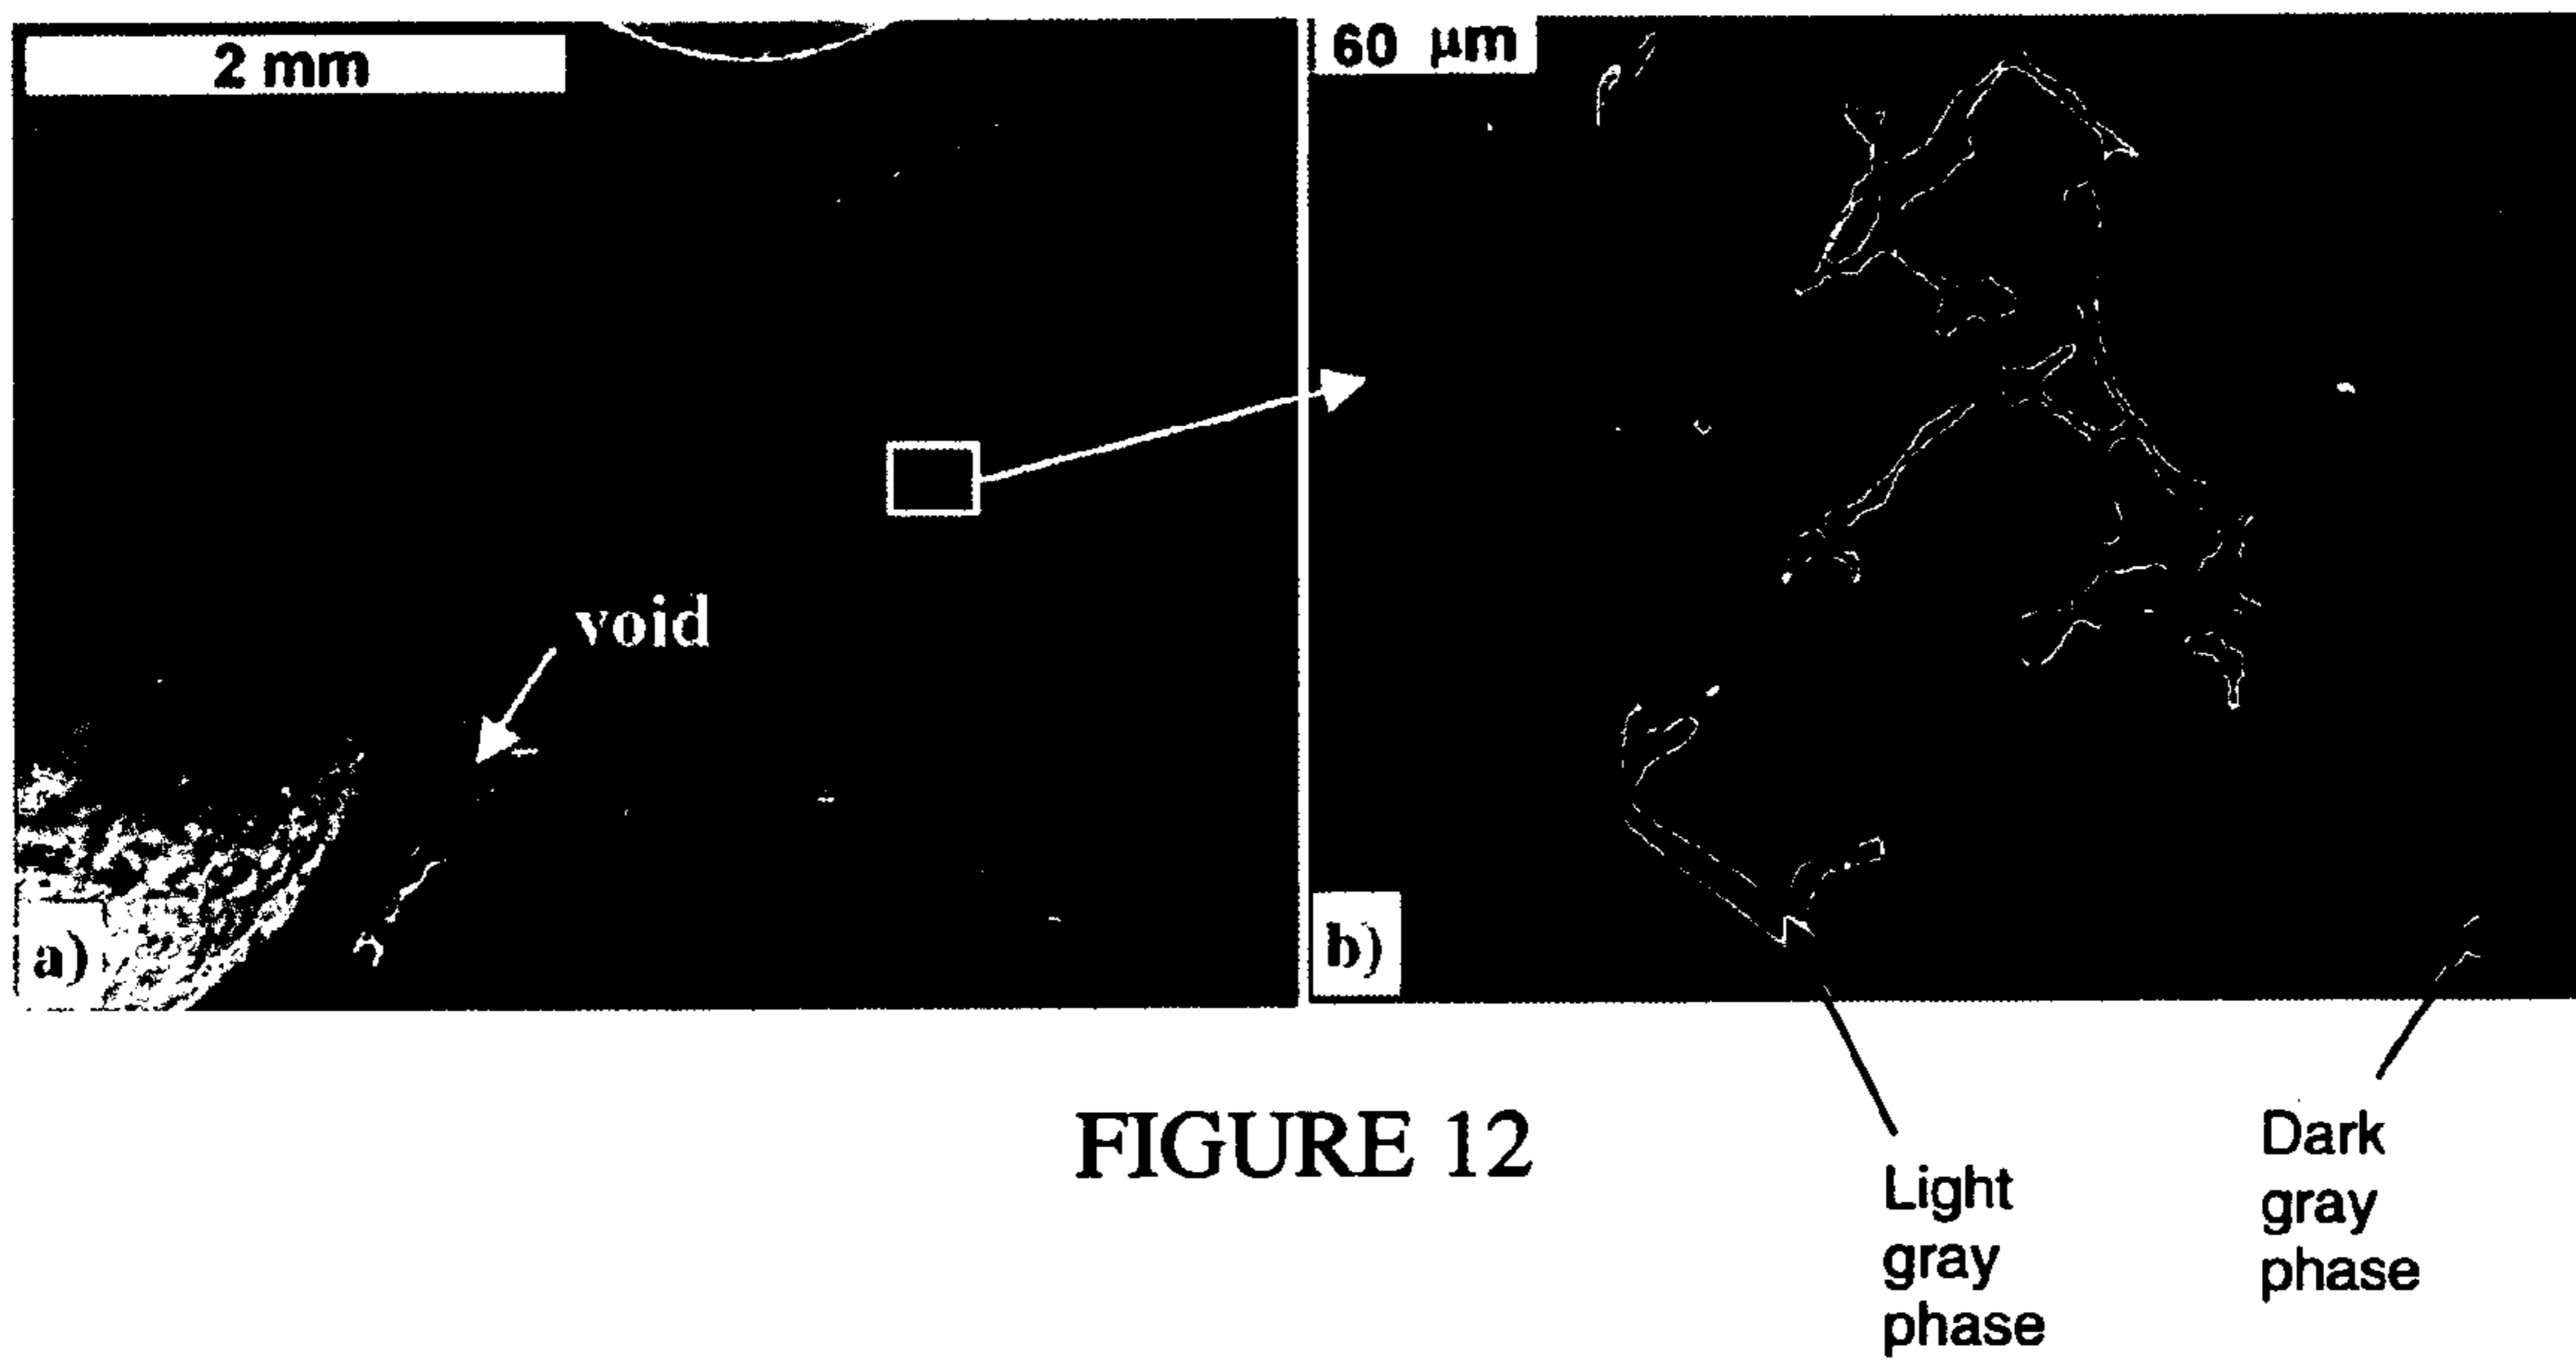 2 mm
60 μm
void
a)
b)
FIGURE 12
Light
gray
phase
Dark
gray
phase